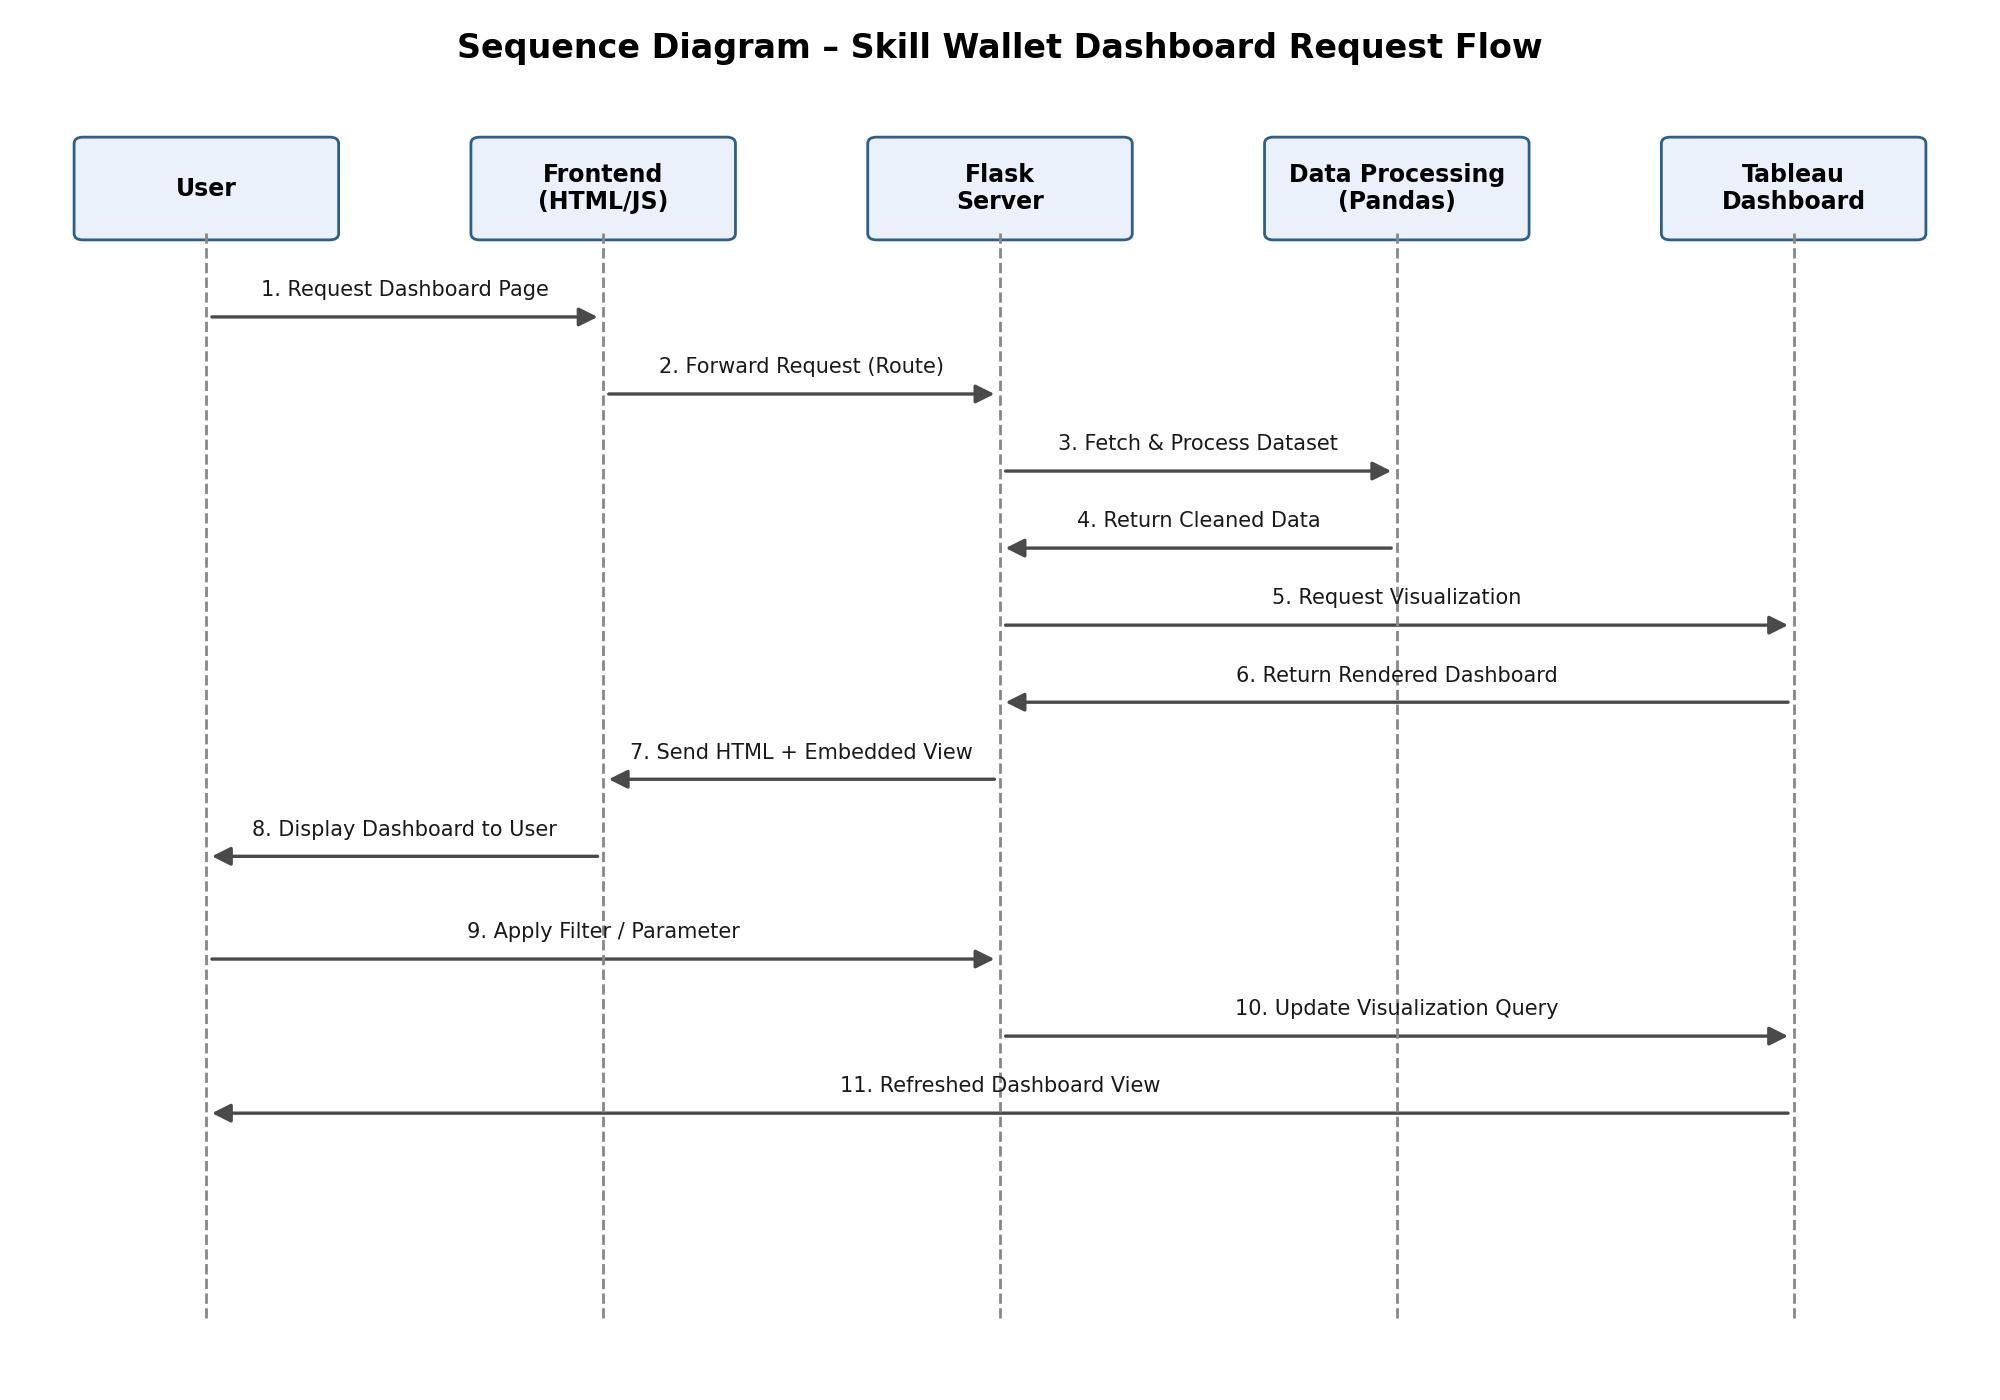 Sequence Diagram – Skill Wallet Dashboard Request Flow
User
Frontend
(HTML/JS)
Flask
Server
Data Processing
(Pandas)
Tableau
Dashboard
1. Request Dashboard Page
2. Forward Request (Route)
3. Fetch & Process Dataset
4. Return Cleaned Data
5. Request Visualization
6. Return Rendered Dashboard
7. Send HTML + Embedded View
8. Display Dashboard to User
9. Apply Filter / Parameter
10. Update Visualization Query
11. Refreshed Dashboard View